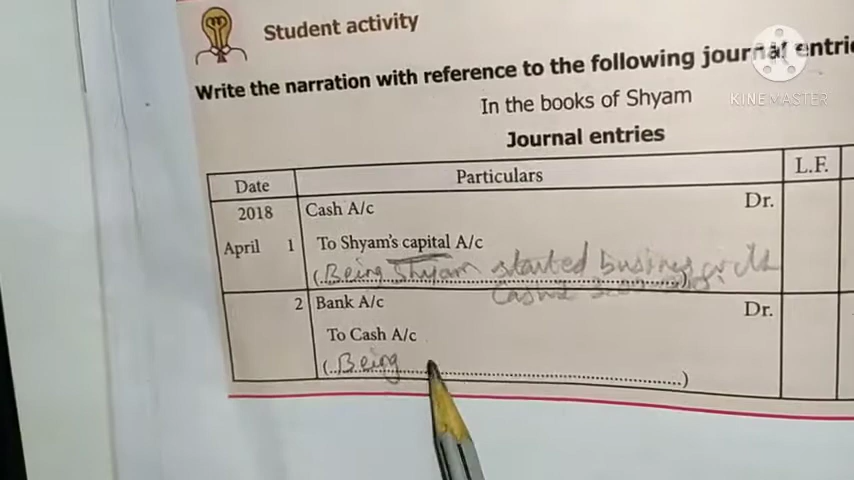 Student activity
Write the narration with reference to the following journal entrie
KINEMASTER
In the books of Shyam
Journal entries
Date Particulars L.F.
2018 Cash A/c Dr.
April 1 To Shyam's capital A/c
(Being Shyam started business with
2 Bank A/c Dr.
To Cash A/c
(Being )